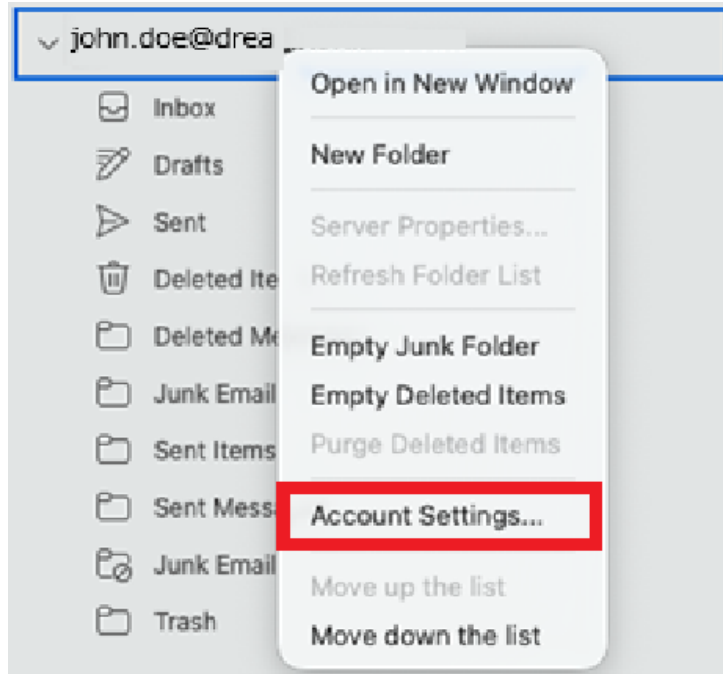 john.doe@drea
Inbox
Drafts
Sent
Deleted Ite
Deleted Me
Junk Email
Sent Items
Sent Mess
Junk Email
Trash
Open in New Window
New Folder
Server Properties...
Refresh Folder List
Empty Junk Folder
Empty Deleted Items
Purge Deleted Items
Account Settings...
Move up the list
Move down the list